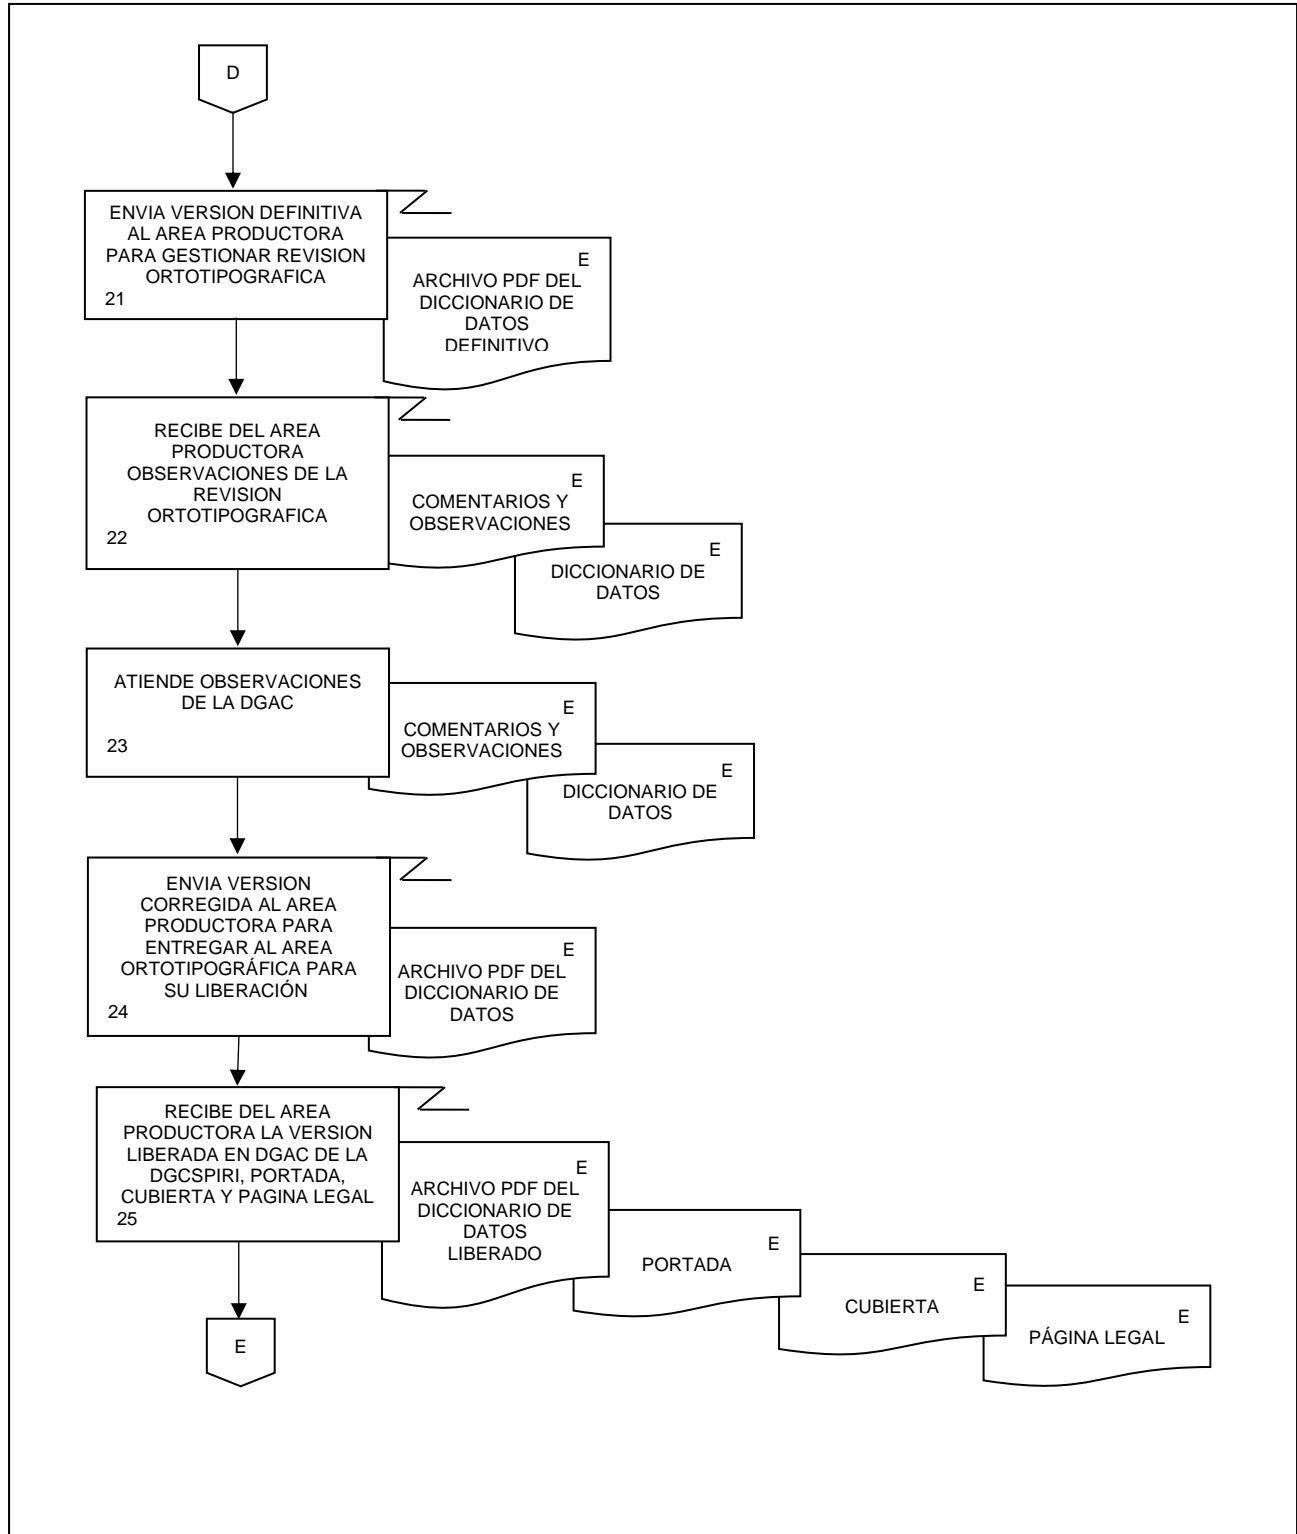 D
ENVIA VERSION DEFINITIVA
AL AREA PRODUCTORA
PARA GESTIONAR REVISION
ORTOTIPOGRAFICA
21
E
ARCHIVO PDF DEL
DICCIONARIO DE
DATOS
DEFINITIVO
RECIBE DEL AREA
PRODUCTORA
OBSERVACIONES DE LA
REVISION
ORTOTIPOGRAFICA
22
E
COMENTARIOS Y
OBSERVACIONES
E
DICCIONARIO DE
DATOS
ATIENDE OBSERVACIONES
DE LA DGAC
23
E
COMENTARIOS Y
OBSERVACIONES
E
DICCIONARIO DE
DATOS
ENVIA VERSION
CORREGIDA AL AREA
PRODUCTORA PARA
ENTREGAR AL AREA
ORTOTIPOGRÁFICA PARA
SU LIBERACIÓN
24
E
ARCHIVO PDF DEL
DICCIONARIO DE
DATOS
RECIBE DEL AREA
PRODUCTORA LA VERSION
LIBERADA EN DGAC DE LA
DGCSPIRI, PORTADA,
CUBIERTA Y PAGINA LEGAL
25
E
ARCHIVO PDF DEL
DICCIONARIO DE
DATOS
LIBERADO
E
PORTADA
E
CUBIERTA
E
PÁGINA LEGAL
E